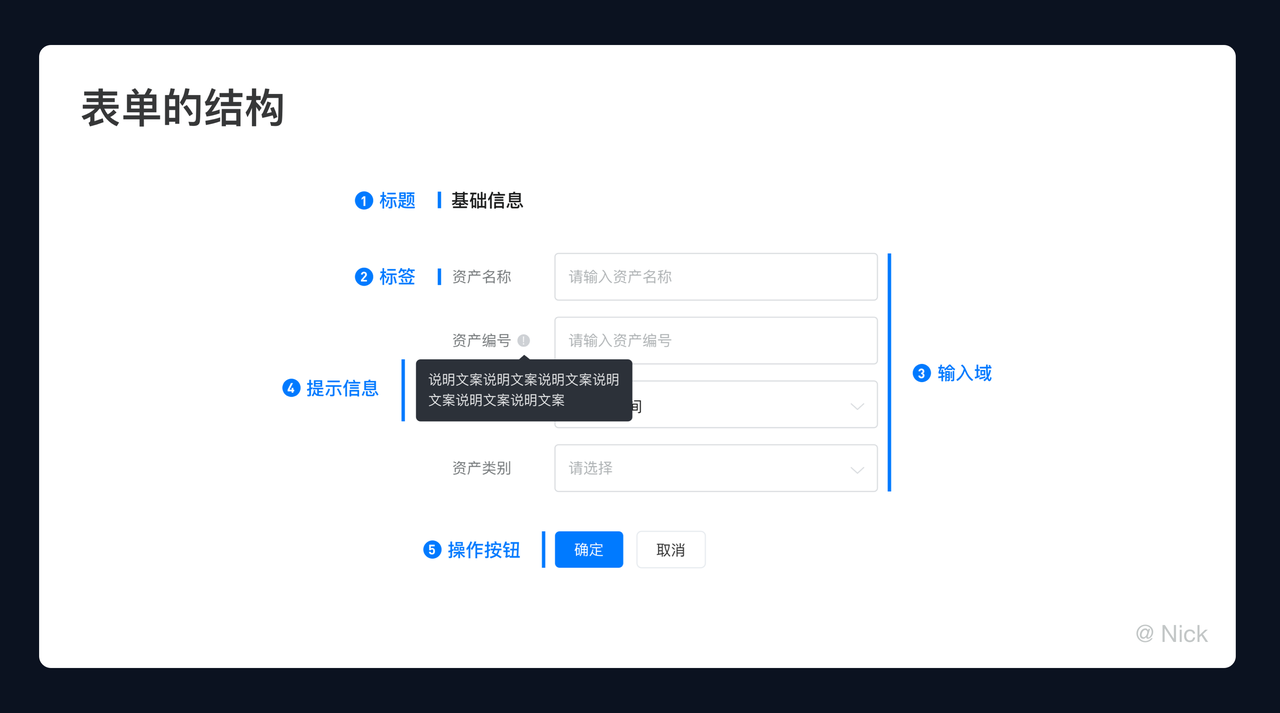 表单的结构
1 标题 基础信息
2 标签 资产名称 请输入资产名称
资产编号 请输入资产编号
4 提示信息
说明文案说明文案说明文案说明
文案说明文案说明文案
3 输入域
资产类别 请选择
5 操作按钮 确定 取消
@ Nick